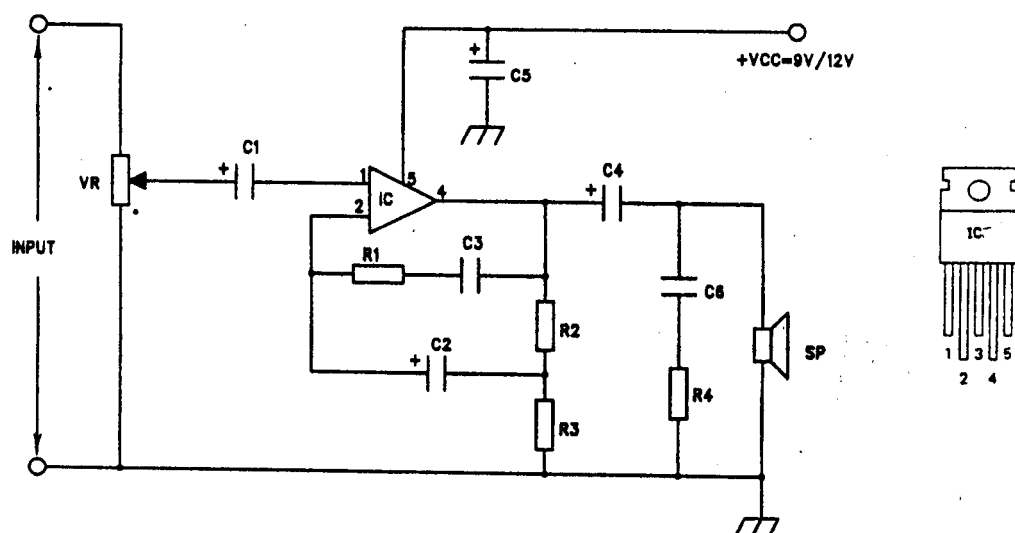 +VCC=9V/12V
C5
C1
VR
1
5
IC
4
2
C4
INPUT
R1
C3
C6
R2
C2
R3
R4
SP
IC
1 3 5
2 4
+
+
+
+